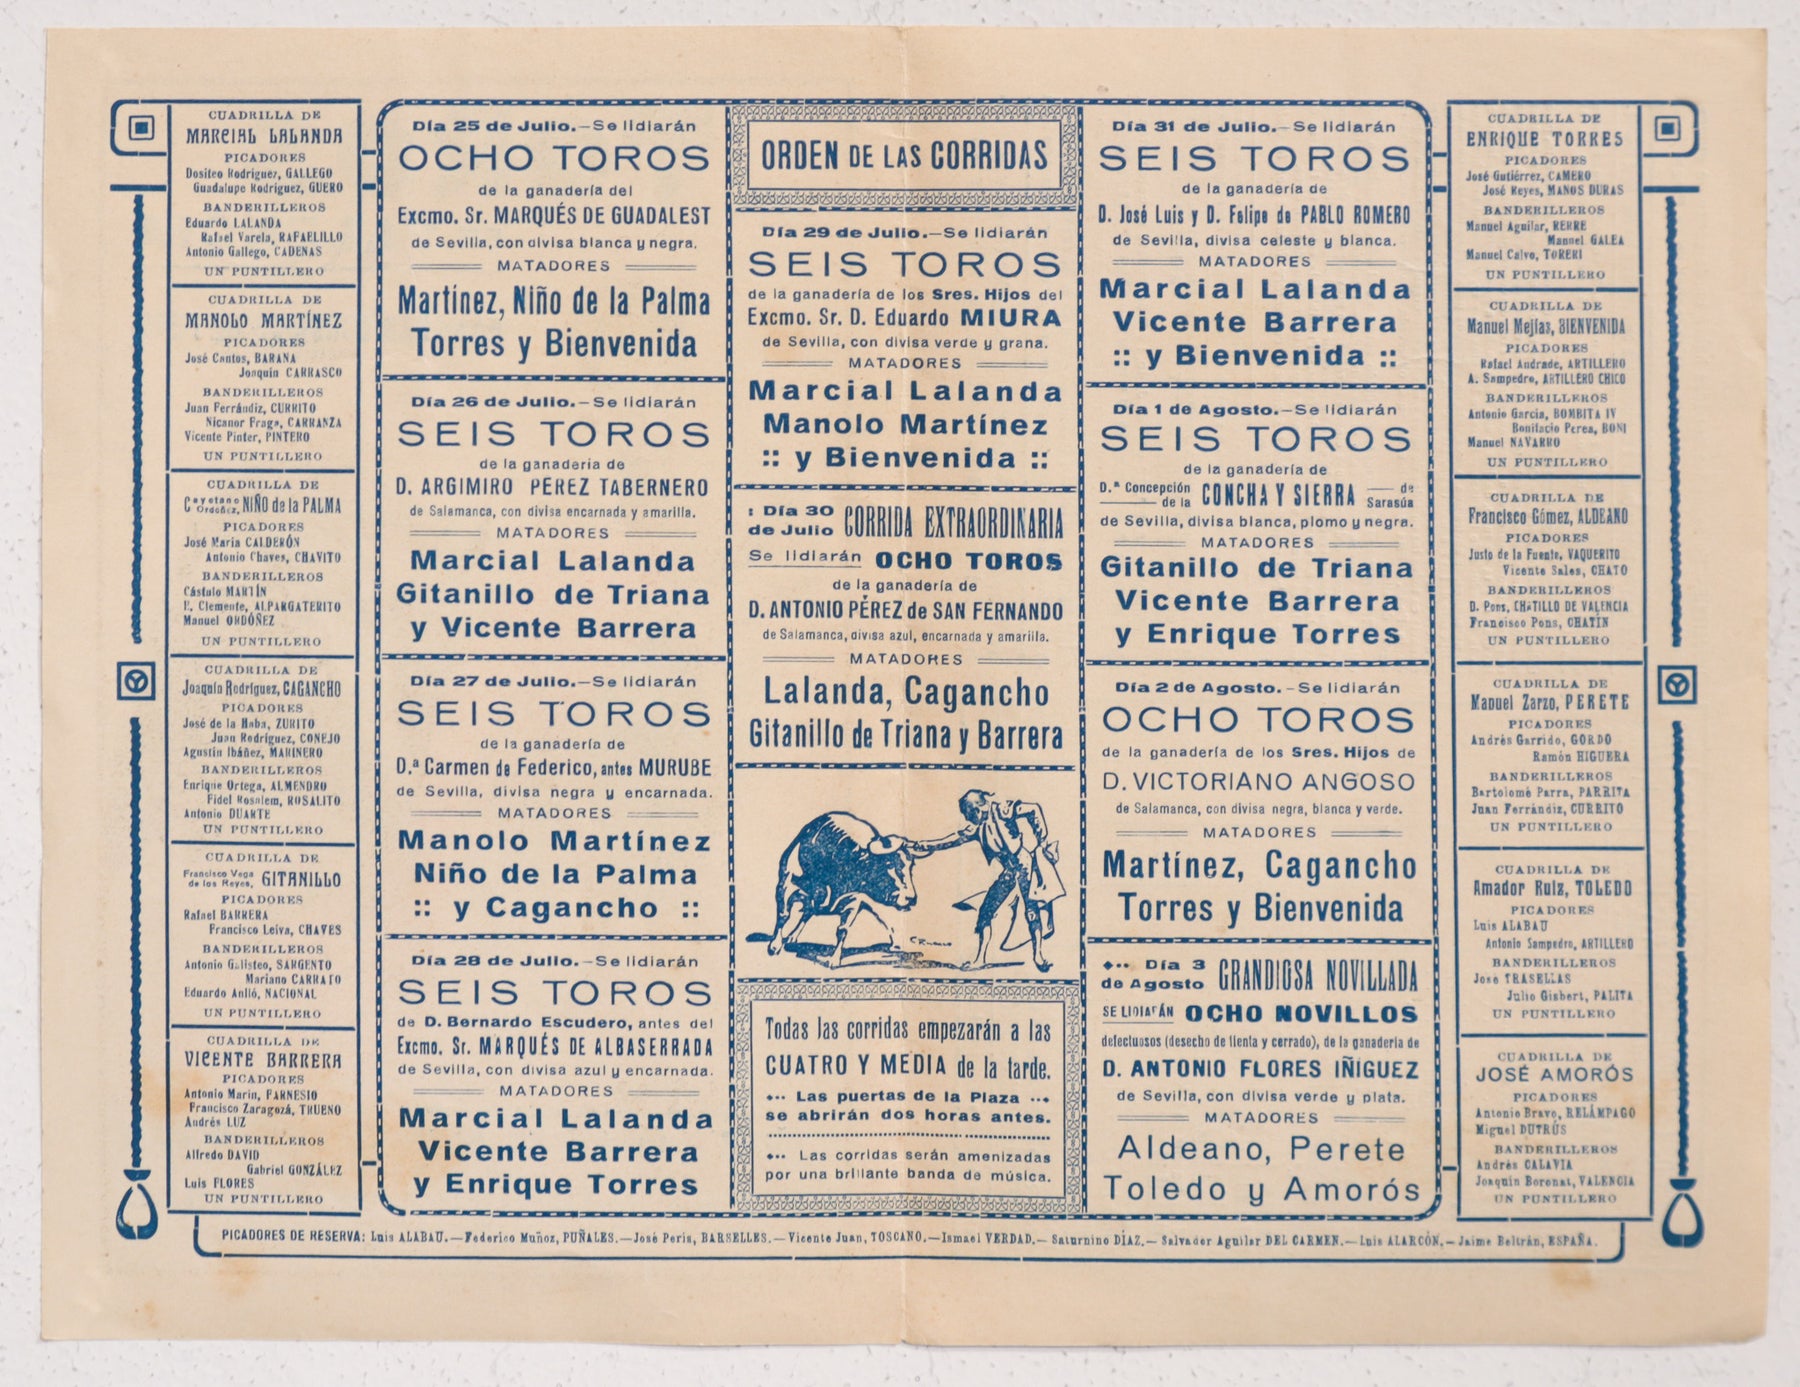 CUADRILLA DE
MARCIAL LALANDA
PICADORES
Dositeo Rodríguez, GALLEGO
Guadalupe Rodríguez, GUERO
BANDERILLEROS
Eduardo LALANDA
Rafael Varela, RAFAELILLO
Antonio Gallego, CADENAS
UN PUNTILLERO
CUADRILLA DE
MANOLO MARTÍNEZ
PICADORES
José Cantos, BARANA
Joaquín CARRASCO
BANDERILLEROS
Juan Ferrándiz, CURRITO
Nicanor Fraga, CARRANZA
Vicente Pinter, PINTERO
UN PUNTILLERO
CUADRILLA DE
Cayetano Ordóñez, NIÑO de la PALMA
PICADORES
José María CALDERÓN
Antonio Chaves, CHAVITO
BANDERILLEROS
Cástulo MARTÍN
E. Clemente, ALPARGATERITO
Manuel ORDÓÑEZ
UN PUNTILLERO
CUADRILLA DE
Joaquín Rodríguez, CAGANCHO
PICADORES
José de la Haba, ZURITO
Juan Rodríguez, CONEJO
Agustín Ibáñez, MARINERO
BANDERILLEROS
Enrique Ortega, ALMENDRO
Fidel Rosalem, ROSALITO
Antonio DUARTE
UN PUNTILLERO
CUADRILLA DE
Francisco Vega de los Reyes, GITANILLO
PICADORES
Rafael BARRERA
Francisco Leiva, CHAVES
BANDERILLEROS
Antonio Galisteo, SARGENTO
Mariano CARRATO
Eduardo Anlló, NACIONAL
UN PUNTILLERO
CUADRILLA DE
VICENTE BARRERA
PICADORES
Antonio Marín, FARNESIO
Francisco Zaragozá, TRUENO
Andrés LUZ
BANDERILLEROS
Alfredo DAVID
Gabriel GONZÁLEZ
Luis FLORES
UN PUNTILLERO
Día 25 de Julio.—Se lidiarán
OCHO TOROS
de la ganadería del
Excmo. Sr. MARQUÉS DE GUADALEST
de Sevilla, con divisa blanca y negra.
MATADORES
Martínez, Niño de la Palma
Torres y Bienvenida
Día 26 de Julio.—Se lidiarán
SEIS TOROS
de la ganadería de
D. ARGIMIRO PEREZ TABERNERO
de Salamanca, con divisa encarnada y amarilla.
MATADORES
Marcial Lalanda
Gitanillo de Triana
y Vicente Barrera
Día 27 de Julio.—Se lidiarán
SEIS TOROS
de la ganadería de
D.ª Carmen de Federico, antes MURUBE
de Sevilla, divisa negra y encarnada.
MATADORES
Manolo Martínez
Niño de la Palma
:: y Cagancho ::
Día 28 de Julio.—Se lidiarán
SEIS TOROS
de D. Bernardo Escudero, antes del
Excmo. Sr. MARQUÉS DE ALBASERRADA
de Sevilla, con divisa azul y encarnada.
MATADORES
Marcial Lalanda
Vicente Barrera
y Enrique Torres
ORDEN DE LAS CORRIDAS
Día 29 de Julio.—Se lidiarán
SEIS TOROS
de la ganadería de los Sres. Hijos del
Excmo. Sr. D. Eduardo MIURA
de Sevilla, con divisa verde y grana.
MATADORES
Marcial Lalanda
Manolo Martínez
:: y Bienvenida ::
: Día 30 de Julio CORRIDA EXTRAORDINARIA
Se lidiarán OCHO TOROS
de la ganadería de
D. ANTONIO PÉREZ de SAN FERNANDO
de Salamanca, divisa azul, encarnada y amarilla.
MATADORES
Lalanda, Cagancho
Gitanillo de Triana y Barrera
Todas las corridas empezarán a las
CUATRO Y MEDIA de la tarde.
Las puertas de la Plaza
se abrirán dos horas antes.
Las corridas serán amenizadas
por una brillante banda de música.
Día 31 de Julio.—Se lidiarán
SEIS TOROS
de la ganadería de
D. José Luis y D. Felipe de PABLO ROMERO
de Sevilla, divisa celeste y blanca.
MATADORES
Marcial Lalanda
Vicente Barrera
:: y Bienvenida ::
Día 1 de Agosto.—Se lidiarán
SEIS TOROS
de la ganadería de
D.ª Concepción de la CONCHA Y SIERRA de Sarasúa
de Sevilla, divisa blanca, plomo y negra.
MATADORES
Gitanillo de Triana
Vicente Barrera
y Enrique Torres
Día 2 de Agosto.—Se lidiarán
OCHO TOROS
de la ganadería de los Sres. Hijos de
D. VICTORIANO ANGOSO
de Salamanca, con divisa negra, blanca y verde.
MATADORES
Martínez, Cagancho
Torres y Bienvenida
Día 3 de Agosto GRANDIOSA NOVILLADA
SE LIDIARÁN OCHO NOVILLOS
defectuosos (desecho de tienta y cerrado), de la ganadería de
D. ANTONIO FLORES IÑIGUEZ
de Sevilla, con divisa verde y plata.
MATADORES
Aldeano, Perete
Toledo y Amorós
CUADRILLA DE
ENRIQUE TORRES
PICADORES
José Gutiérrez, CAMERO
José Reyes, MANOS DURAS
BANDERILLEROS
Manuel Aguilar, RERRE
Manuel GALEA
Manuel Calvo, TORERI
UN PUNTILLERO
CUADRILLA DE
Manuel Mejías, BIENVENIDA
PICADORES
Rafael Andrade, ARTILLERO
A. Sampedro, ARTILLERO CHICO
BANDERILLEROS
Antonio García, BOMBITA IV
Bonifacio Perea, BONI
Manuel NAVARRO
UN PUNTILLERO
CUADRILLA DE
Francisco Gómez, ALDEANO
PICADORES
Justo de la Fuente, VAQUERITO
Vicente Sales, CHATO
BANDERILLEROS
D. Pons, CHATILLO DE VALENCIA
Francisco Pons, CHATÍN
UN PUNTILLERO
CUADRILLA DE
Manuel Zarzo, PERETE
PICADORES
Andrés Garrido, GORDO
Ramón HIGUERA
BANDERILLEROS
Bartolomé Parra, PARRITA
Juan Ferrándiz, CURRITO
UN PUNTILLERO
CUADRILLA DE
Amador Ruiz, TOLEDO
PICADORES
Luis ALABAU
Antonio Sampedro, ARTILLERO
BANDERILLEROS
José TRASELLAS
Julio Gisbert, PALITA
UN PUNTILLERO
CUADRILLA DE
JOSÉ AMORÓS
PICADORES
Antonio Bravo, RELÁMPAGO
Miguel DUTRÚS
BANDERILLEROS
Andrés CALAVIA
Joaquín Boronat, VALENCIA
UN PUNTILLERO
PICADORES DE RESERVA: Luis ALABAU.—Federico Muñoz, PUÑALES.—José Peris, BARSELLES.—Vicente Juan, TOSCANO.—Ismael VERDAD.—Saturnino DÍAZ.—Salvador Aguilar DEL CARMEN.—Luis ALARCÓN.—Jaime Beltrán, ESPAÑA.